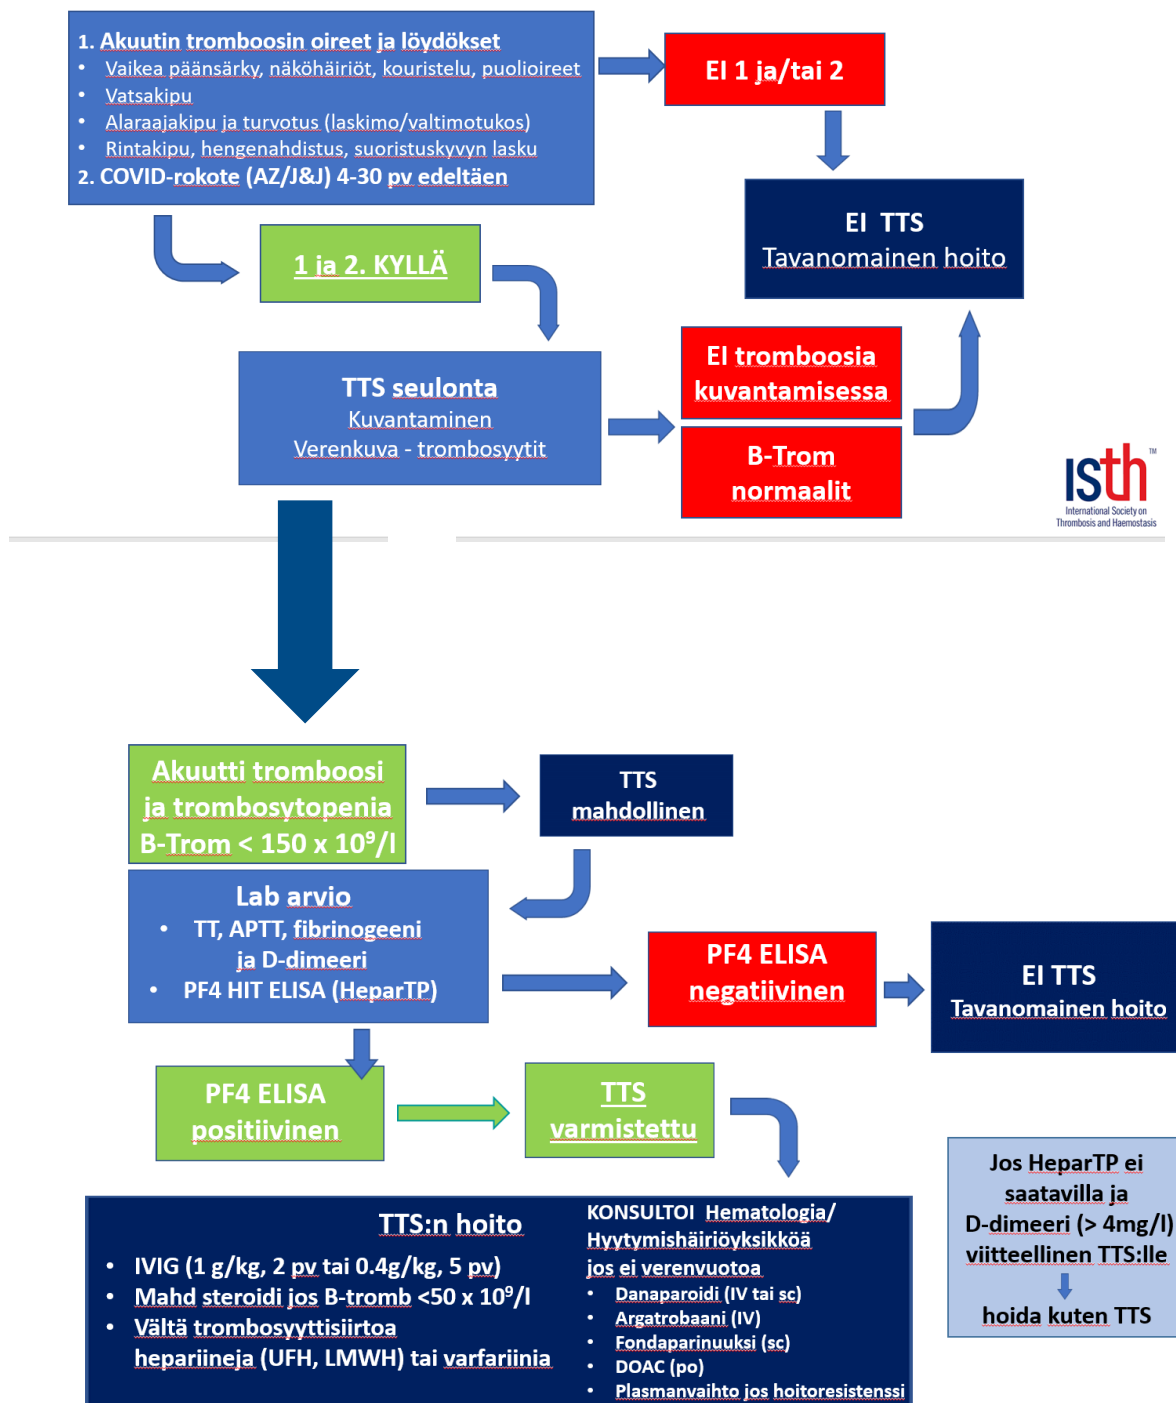 1. Akuutin tromboosin oireet ja löydökset
• Vaikea päänsärky, näköhäiriöt, kouristelu, puolioireet
• Vatsakipu
• Alaraajakipu ja turvotus (laskimo/valtimotukos)
• Rintakipu, hengenahdistus, suoristuskyvyn lasku
2. COVID-rokote (AZ/J&J) 4-30 pv edeltäen
EI 1 ja/tai 2
EI TTS
Tavanomainen hoito
1 ja 2. KYLLÄ
TTS seulonta
Kuvantaminen
Verenkuva - trombosyytit
EI tromboosia
kuvantamisessa
B-Trom
normaalit
isth™
International Society on
Thrombosis and Haemostasis
Akuutti tromboosi
ja trombosytopenia
B-Trom < 150 x 10⁹/l
TTS
mahdollinen
Lab arvio
• TT, APTT, fibrinogeeni
ja D-dimeeri
• PF4 HIT ELISA (HeparTP)
PF4 ELISA
negatiivinen
EI TTS
Tavanomainen hoito
PF4 ELISA
positiivinen
TTS
varmistettu
Jos HeparTP ei
saatavilla ja
D-dimeeri (> 4mg/l)
viitteellinen TTS:lle
hoida kuten TTS
TTS:n hoito
• IVIG (1 g/kg, 2 pv tai 0.4g/kg, 5 pv)
• Mahd steroidi jos B-tromb <50 x 10⁹/l
• Vältä trombosyyttisiirtoa
hepariineja (UFH, LMWH) tai varfariinia
KONSULTOI Hematologia/
Hyytymishäiriöyksikköä
jos ei verenvuotoa
• Danaparoidi (IV tai sc)
• Argatrobaani (IV)
• Fondaparinuuksi (sc)
• DOAC (po)
• Plasmanvaihto jos hoitoresistenssi